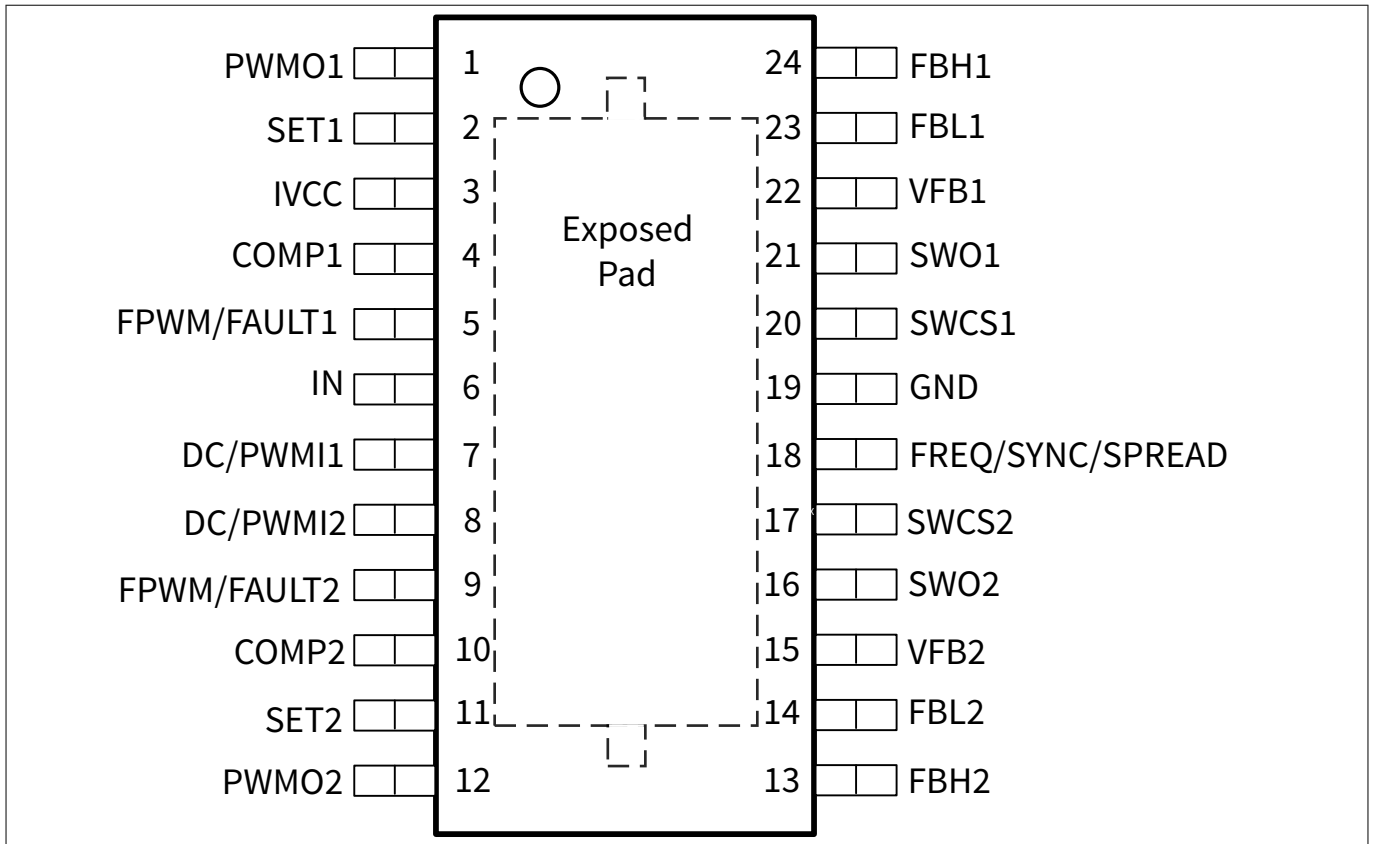 PWMO1 1 24 FBH1
SET1 2 23 FBL1
IVCC 3 22 VFB1
COMP1 4 21 SWO1
FPWM/FAULT1 5 20 SWCS1
IN 6 19 GND
DC/PWMI1 7 18 FREQ/SYNC/SPREAD
DC/PWMI2 8 17 SWCS2
FPWM/FAULT2 9 16 SWO2
COMP2 10 15 VFB2
SET2 11 14 FBL2
PWMO2 12 13 FBH2
Exposed
Pad